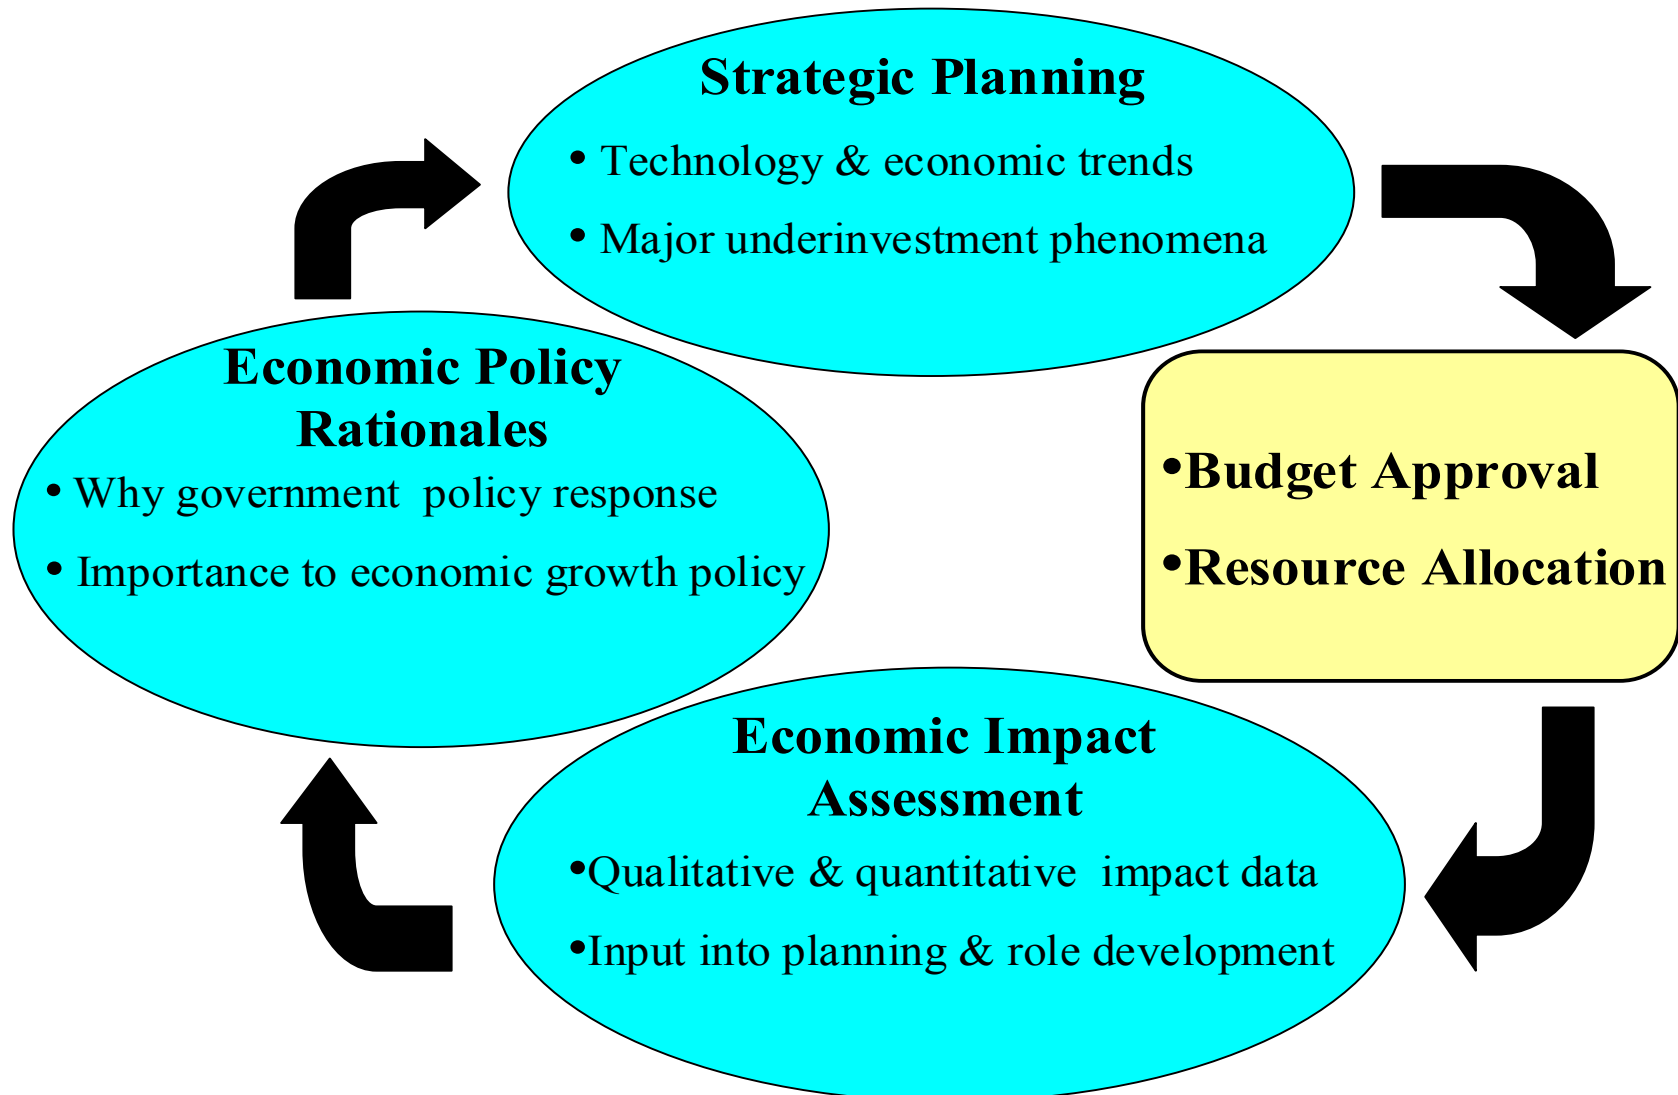 Strategic Planning
• Technology & economic trends
• Major underinvestment phenomena
Economic Policy
Rationales
• Why government  policy response
• Importance to economic growth policy
•Budget Approval
•Resource Allocation
Economic Impact
Assessment
•Qualitative & quantitative  impact data
•Input into planning & role development